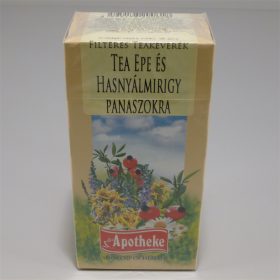 FILTERES TEAKEVERÉK
TEA EPE ÉS
HASNYÁLMIRIGY
PANASZOKRA
Apotheke